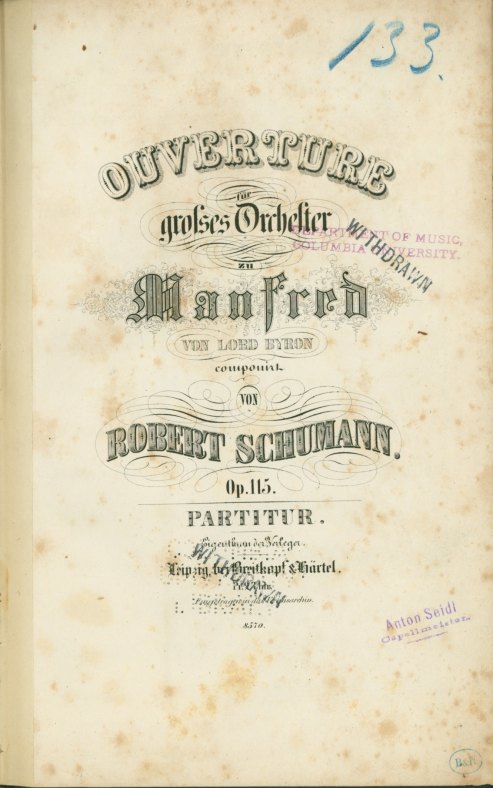 133.
OUVERTURE
für
großes Orchester
DEPARTMENT OF MUSIC,
COLUMBIA UNIVERSITY.
WITHDRAWN
zu
Manfred
VON LORD BYRON
componirt
VON
ROBERT SCHUMANN.
Op. 115.
PARTITUR.
Eigenthum der Verleger.
WITHDRAWN
Leipzig, bei Breitkopf & Härtel.
8570.
Anton Seidl
Capellmeister.
B&H